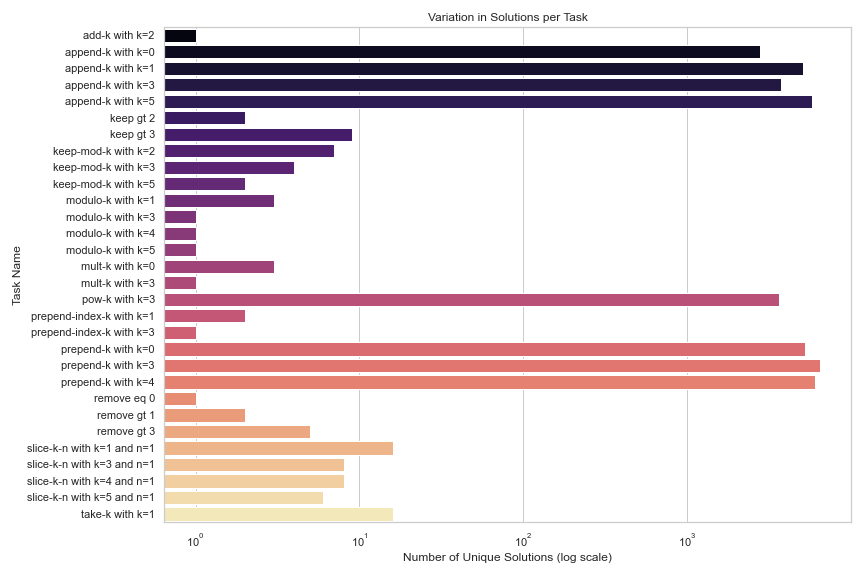 Variation in Solutions per Task
Task Name
add-k with k=2
append-k with k=0
append-k with k=1
append-k with k=3
append-k with k=5
keep gt 2
keep gt 3
keep-mod-k with k=2
keep-mod-k with k=3
keep-mod-k with k=5
modulo-k with k=1
modulo-k with k=3
modulo-k with k=4
modulo-k with k=5
mult-k with k=0
mult-k with k=3
pow-k with k=3
prepend-index-k with k=1
prepend-index-k with k=3
prepend-k with k=0
prepend-k with k=3
prepend-k with k=4
remove eq 0
remove gt 1
remove gt 3
slice-k-n with k=1 and n=1
slice-k-n with k=3 and n=1
slice-k-n with k=4 and n=1
slice-k-n with k=5 and n=1
take-k with k=1
10⁰ 10¹ 10² 10³
Number of Unique Solutions (log scale)